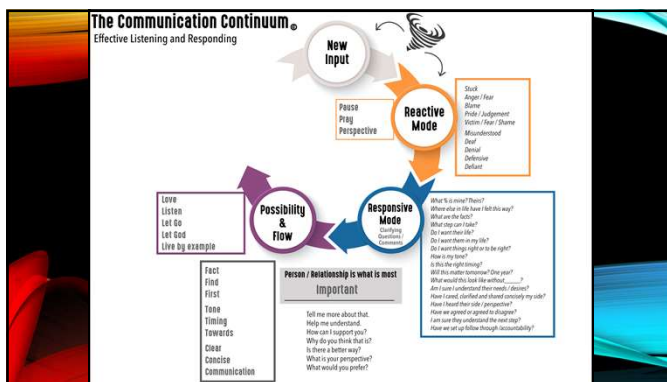 The Communication Continuum
Effective Listening and Responding
New
Input
Reactive
Mode
Pause
Pray
Perspective
Stuck
Anger / Fear
Blame
Pride / Judgement
Victim / Fear / Shame
Misunderstood
Deaf
Denial
Defensive
Defiant
Responsive
Mode
Clarifying
Questions /
Comments
What % is mine? Theirs?
Where else in life have I felt this way?
What are the facts?
What step can I take?
Do I want their life?
Do I want them in my life?
Do I want things right or to be right?
How is my tone?
Is this the right timing?
Will this matter tomorrow? One year?
What would this look like without_____?
Am I sure I understand their needs / desires?
Have I cared, clarified and shared concisely my side?
Have I heard their side / perspective?
Have we agreed or agreed to disagree?
I am sure they understand the next step?
Have we set up follow through /accountability?
Possibility
&
Flow
Love
Listen
Let Go
Let God
Live by example
Fact
Find
First
Tone
Timing
Towards
Clear
Concise
Communication
Person / Relationship is what is most
Important
Tell me more about that.
Help me understand.
How can I support you?
Why do you think that is?
Is there a better way?
What is your perspective?
What would you prefer?